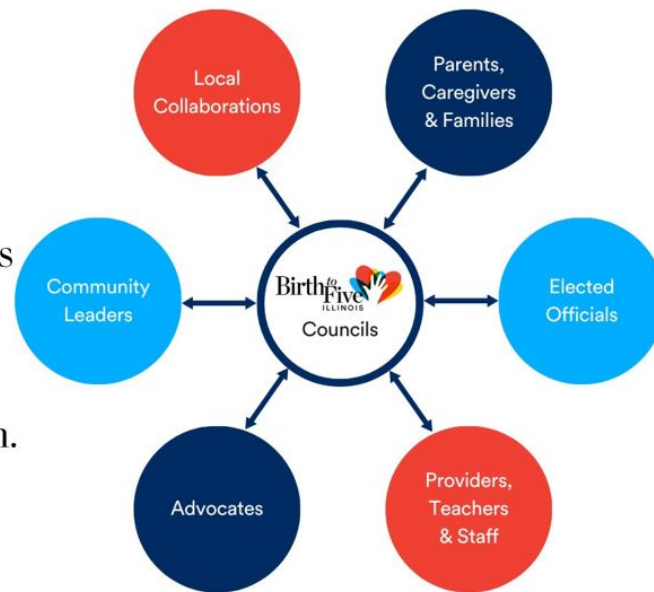 Local
Collaborations
Parents,
Caregivers
& Families
Community
Leaders
Birth to Five
ILLINOIS
Councils
Elected
Officials
Advocates
Providers,
Teachers
& Staff